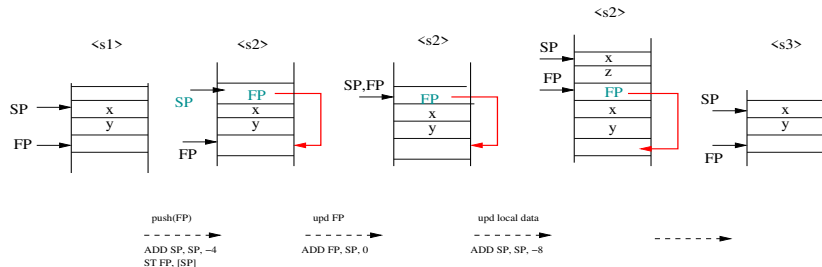 <s1>
<s2>
<s2>
<s2>
<s3>
SP
FP
x
y
SP
FP
FP
x
y
SP,FP
FP
x
y
SP
FP
x
z
FP
x
y
SP
FP
x
y
push(FP)
ADD SP, SP, −4
ST FP, [SP]
upd FP
ADD FP, SP, 0
upd local data
ADD SP, SP, −8